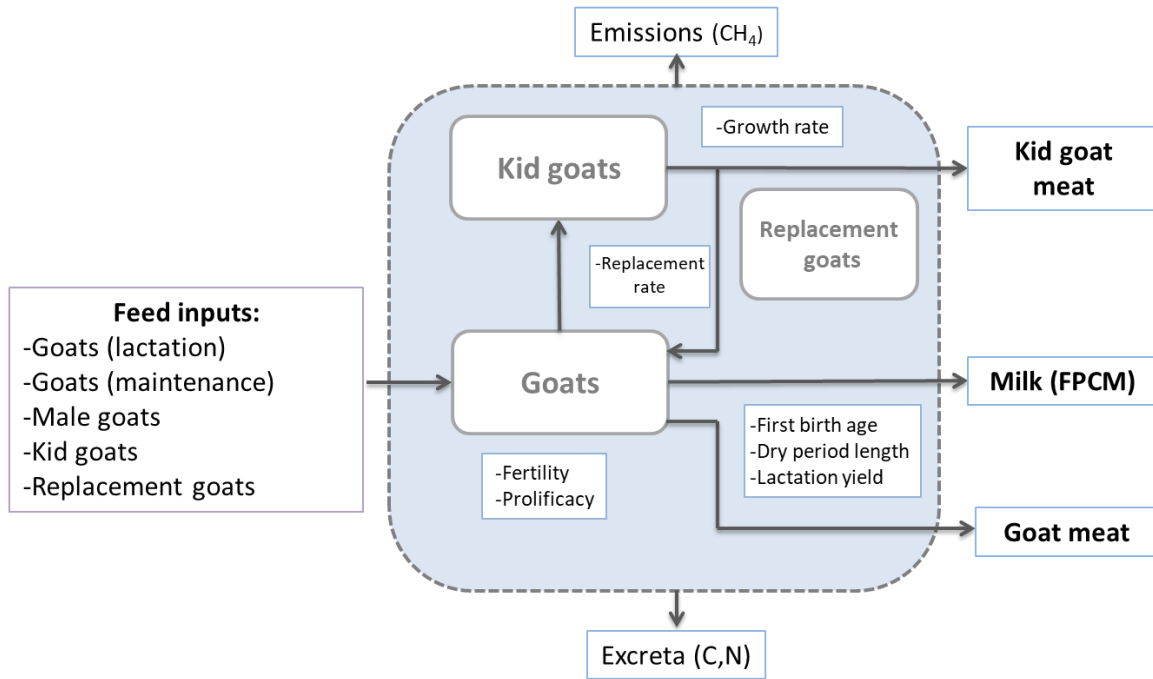 Emissions (CH₄)
-Growth rate
Kid goats
Kid goat
meat
Replacement
goats
-Replacement
rate
Feed inputs:
-Goats (lactation)
-Goats (maintenance)
-Male goats
-Kid goats
-Replacement goats
Goats
Milk (FPCM)
-First birth age
-Dry period length
-Lactation yield
-Fertility
-Prolificacy
Goat meat
Excreta (C,N)